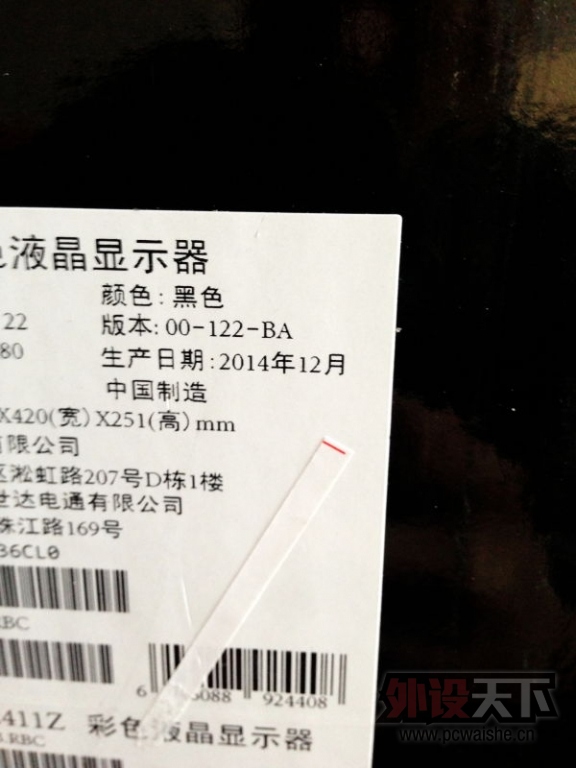 液晶显示器
颜色:黑色
22 版本:00-122-BA
80 生产日期:2014年12月
中国制造
X420(宽)X251(高)mm
有限公司
区淞虹路207号D栋1楼
世达电通有限公司
珠江路169号
36CL0
RBC
6 8088 924408
411Z 彩色液晶显示器
.RBC
外设天下
www.pcwaishe.cn